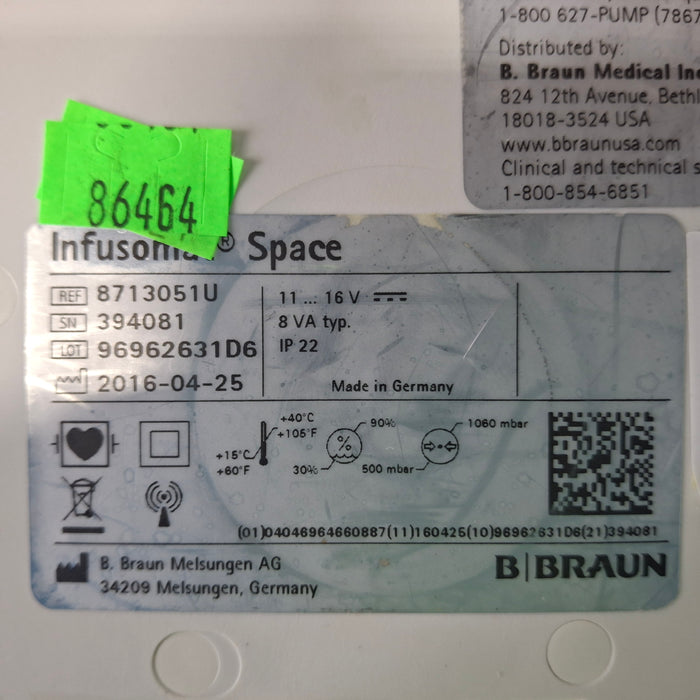 1-800 627-PUMP (7867
Distributed by:
B. Braun Medical Inc
824 12th Avenue, Bethl
18018-3524 USA
www.bbraunusa.com
Clinical and technical s
1-800-854-6851
86464
Infusoma ® Space
REF 8713051U
SN 394081
LOT 96962631D6
2016-04-25
11 ... 16 V
8 VA typ.
IP 22
Made in Germany
+40°C
+105°F
+15°C
+60°F
%
90%
30%
1060 mbar
500 mbar
(01)04046964660887(11)160425(10)96962631D6(21)394081
B. Braun Melsungen AG
34209 Melsungen, Germany
B|BRAUN